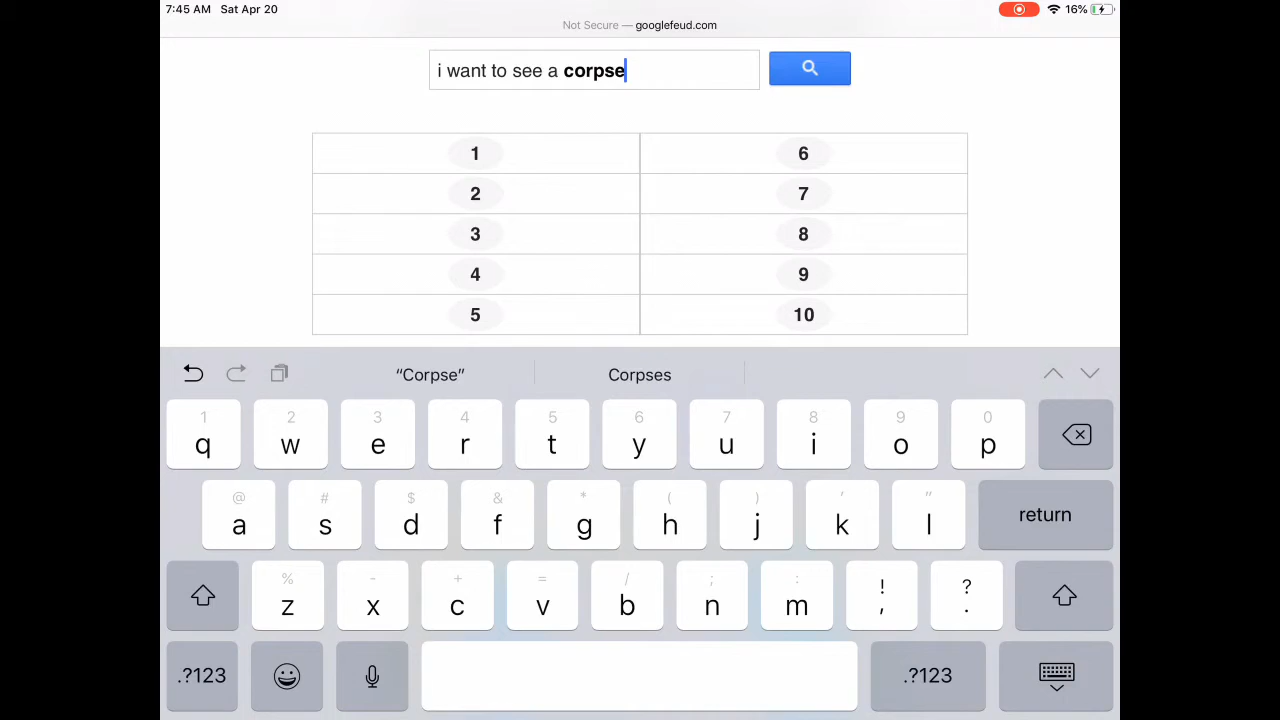 7:45 AM Sat Apr 20
16%
Not Secure — googlefeud.com
i want to see a corpse
1 6
2 7
3 8
4 9
5 10
“Corpse” Corpses
1 2 3 4 5 6 7 8 9 0
q w e r t y u i o p
@ # $ & * ( ) ' "
a s d f g h j k l return
% - + = / ; : ! ?
z x c v b n m , .
.?123 .?123